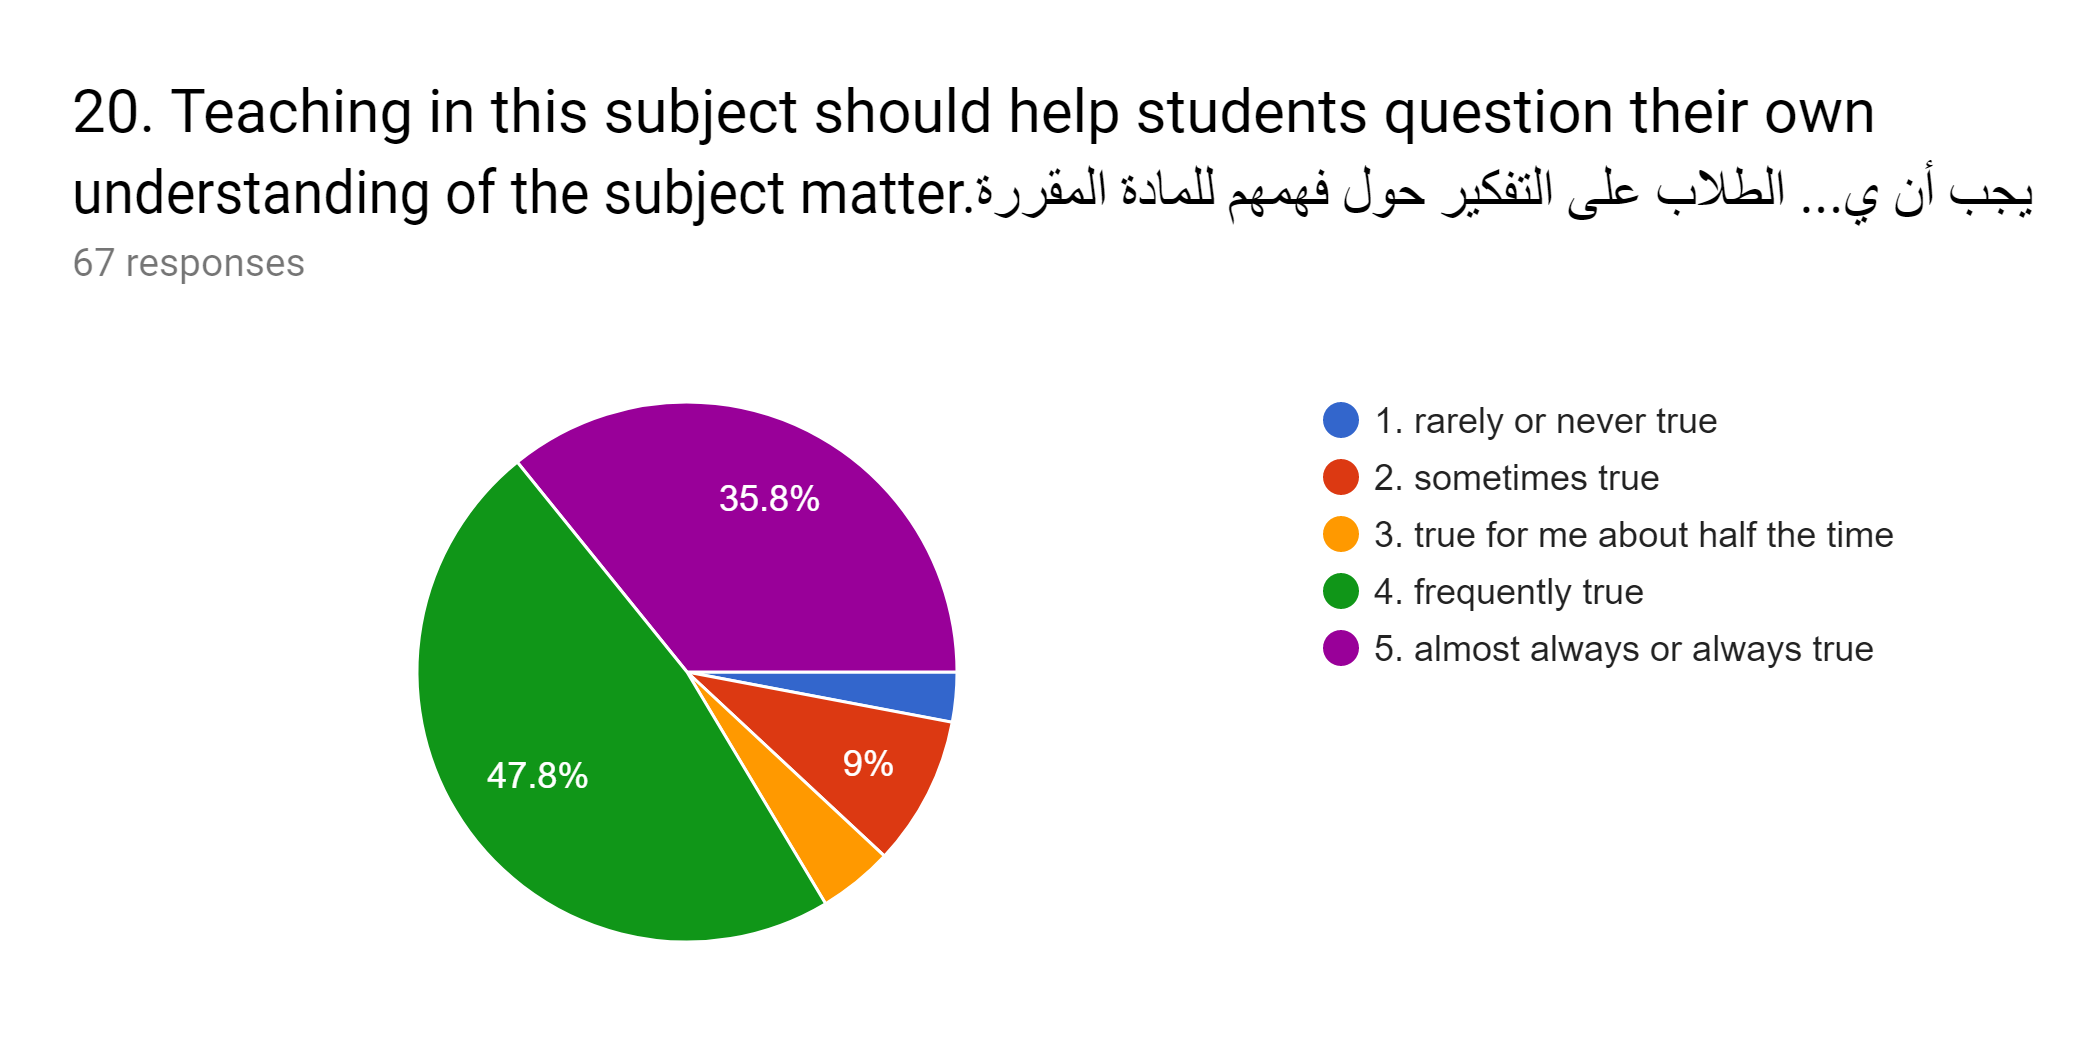 20. Teaching in this subject should help students question their own
understanding of the subject matter.يجب أن ي... الطلاب على التفكير حول فهمهم للمادة المقررة
67 responses
35.8%
47.8%
9%
1. rarely or never true
2. sometimes true
3. true for me about half the time
4. frequently true
5. almost always or always true